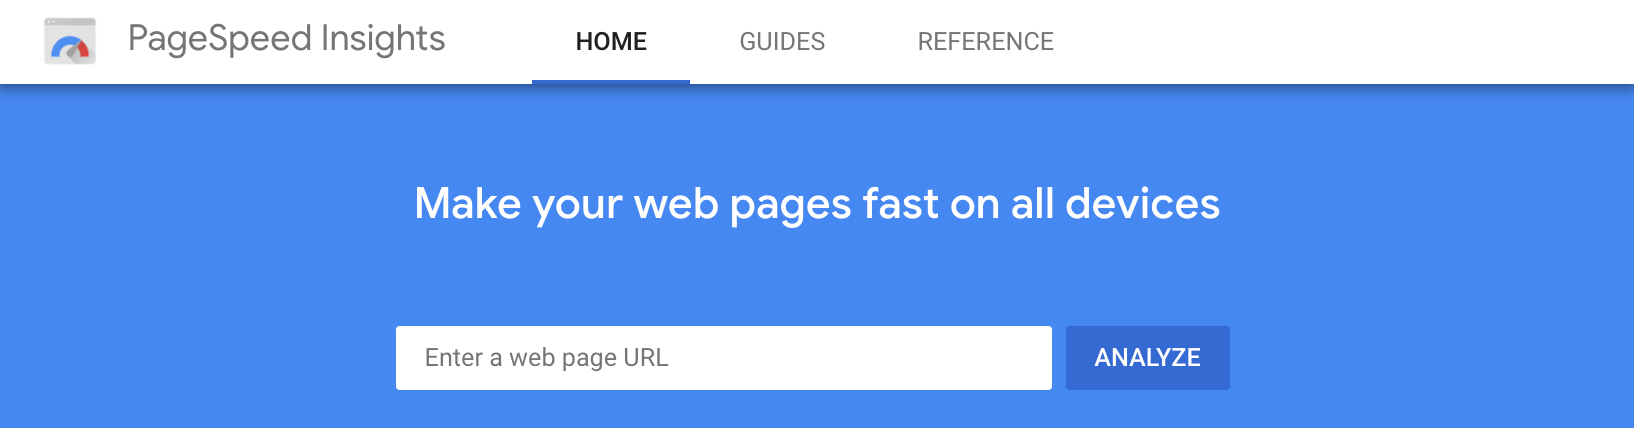 PageSpeed Insights HOME GUIDES REFERENCE
Make your web pages fast on all devices
Enter a web page URL ANALYZE